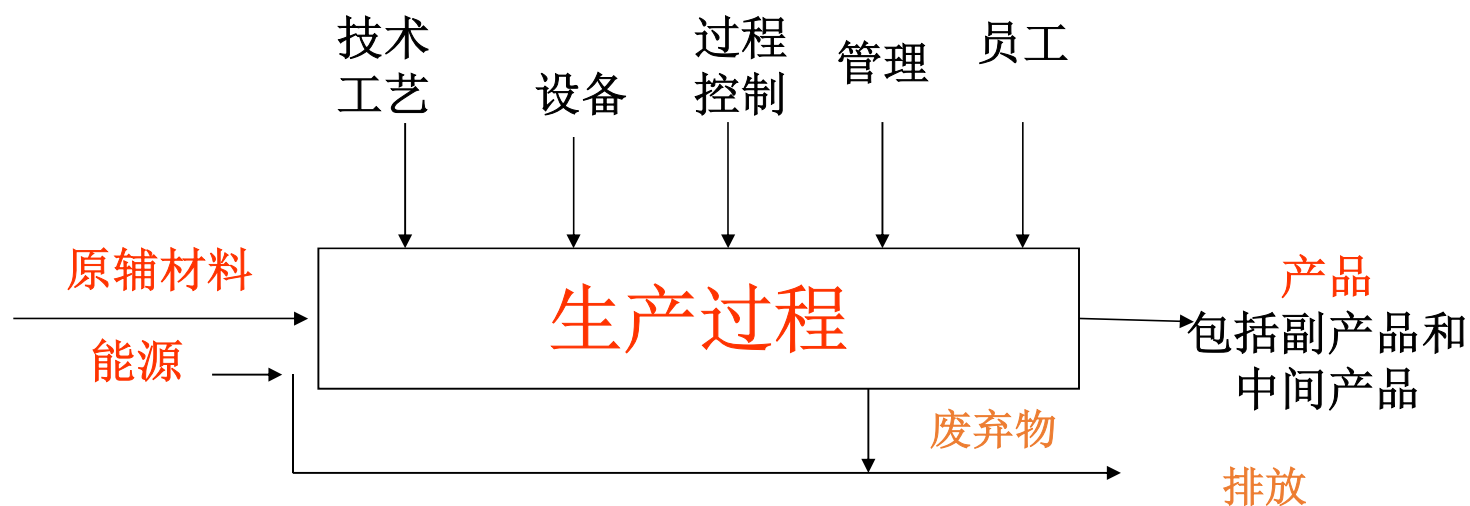 技术
工艺
设备
过程
控制
管理
员工
原辅材料
能源
生产过程
产品
包括副产品和
中间产品
废弃物
排放